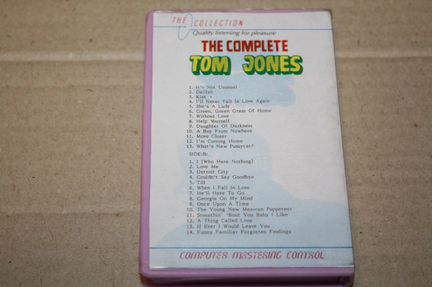 THE COLLECTION
Quality listening for pleasure
THE COMPLETE
TOM JONES
1. It's Not Unusual
2. Delilah
3. Kiss
4. I'll Never Fall In Love Again
5. She's A Lady
6. Green, Green Grass Of Home
7. Without Love
8. Help Yourself
9. Daughter Of Darkness
10. A Boy From Nowhere
11. Move Closer
12. I'm Coming Home
13. What's New Pussycat?
SIDE-B:
1. I (Who Have Nothing)
2. Love Me
3. Detroit City
4. Couldn't Say Goodbye
5. Till
6. When I Fall In Love
7. He'll Have To Go
8. Georgia On My Mind
9. Once Upon A Time
10. The Young New Mexican Puppeteer
11. Somethin' 'Bout You Baby I Like
12. A Thing Called Love
13. If Ever I Would Leave You
14. Funny Familiar Forgotten Feelings
COMPUTER MASTERING CONTROL